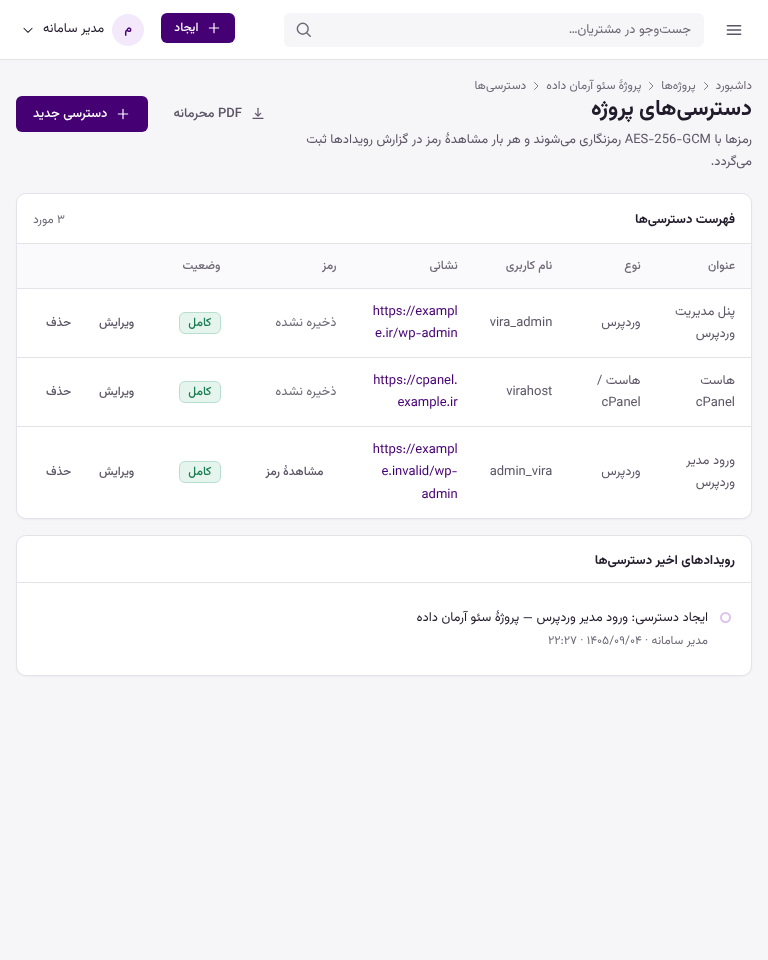 جست‌وجو در مشتریان…
ایجاد
م
مدیر سامانه
داشبورد > پروژه‌ها > پروژهٔ سئو آرمان داده > دسترسی‌ها
دسترسی‌های پروژه
رمزها با AES-256-GCM رمزنگاری می‌شوند و هر بار مشاهدهٔ رمز در گزارش رویدادها ثبت
می‌گردد.
PDF محرمانه
دسترسی جدید
فهرست دسترسی‌ها
۳ مورد
عنوان نوع نام کاربری نشانی رمز وضعیت
پنل مدیریت
وردپرس
وردپرس
vira_admin
https://exampl
e.ir/wp-admin
ذخیره نشده
کامل
ویرایش
حذف
هاست
cPanel
هاست /
cPanel
virahost
https://cpanel.
example.ir
ذخیره نشده
کامل
ویرایش
حذف
ورود مدیر
وردپرس
وردپرس
admin_vira
https://exampl
e.invalid/wp-
admin
مشاهدهٔ رمز
کامل
ویرایش
حذف
رویدادهای اخیر دسترسی‌ها
ایجاد دسترسی: ورود مدیر وردپرس — پروژهٔ سئو آرمان داده
مدیر سامانه · ۱۴۰۵/۰۹/۰۴ · ۲۲:۲۷